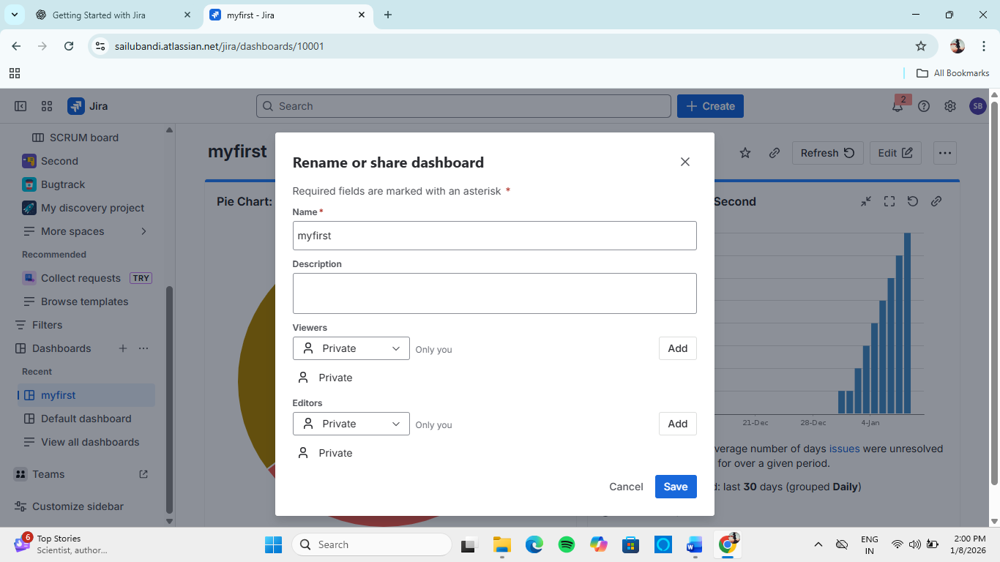 Getting Started with Jira
myfirst - Jira
sailubandi.atlassian.net/jira/dashboards/10001
All Bookmarks
Jira
Search
Create
2
SB
SCRUM board
Second
Bugtrack
My discovery project
More spaces
Recommended
Collect requests TRY
Browse templates
Filters
Dashboards
Recent
myfirst
Default dashboard
View all dashboards
Teams
Customize sidebar
myfirst
Refresh
Edit
Pie Chart:
Second
21-Dec 28-Dec 4-Jan
verage number of days issues were unresolved
for over a given period.
d: last 30 days (grouped Daily)
Rename or share dashboard
Required fields are marked with an asterisk *
Name*
myfirst
Description
Viewers
Private Only you Add
Private
Editors
Private Only you Add
Private
Cancel Save
6
Top Stories
Scientist, author...
Search
ENG
IN
2:00 PM
1/8/2026